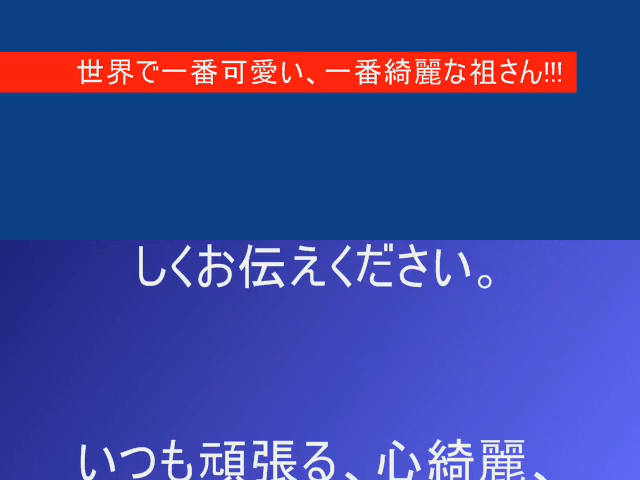 世界で一番可愛い、一番綺麗な祖さん!!!
しくお伝えください。
いつも頑張る、心綺麗、